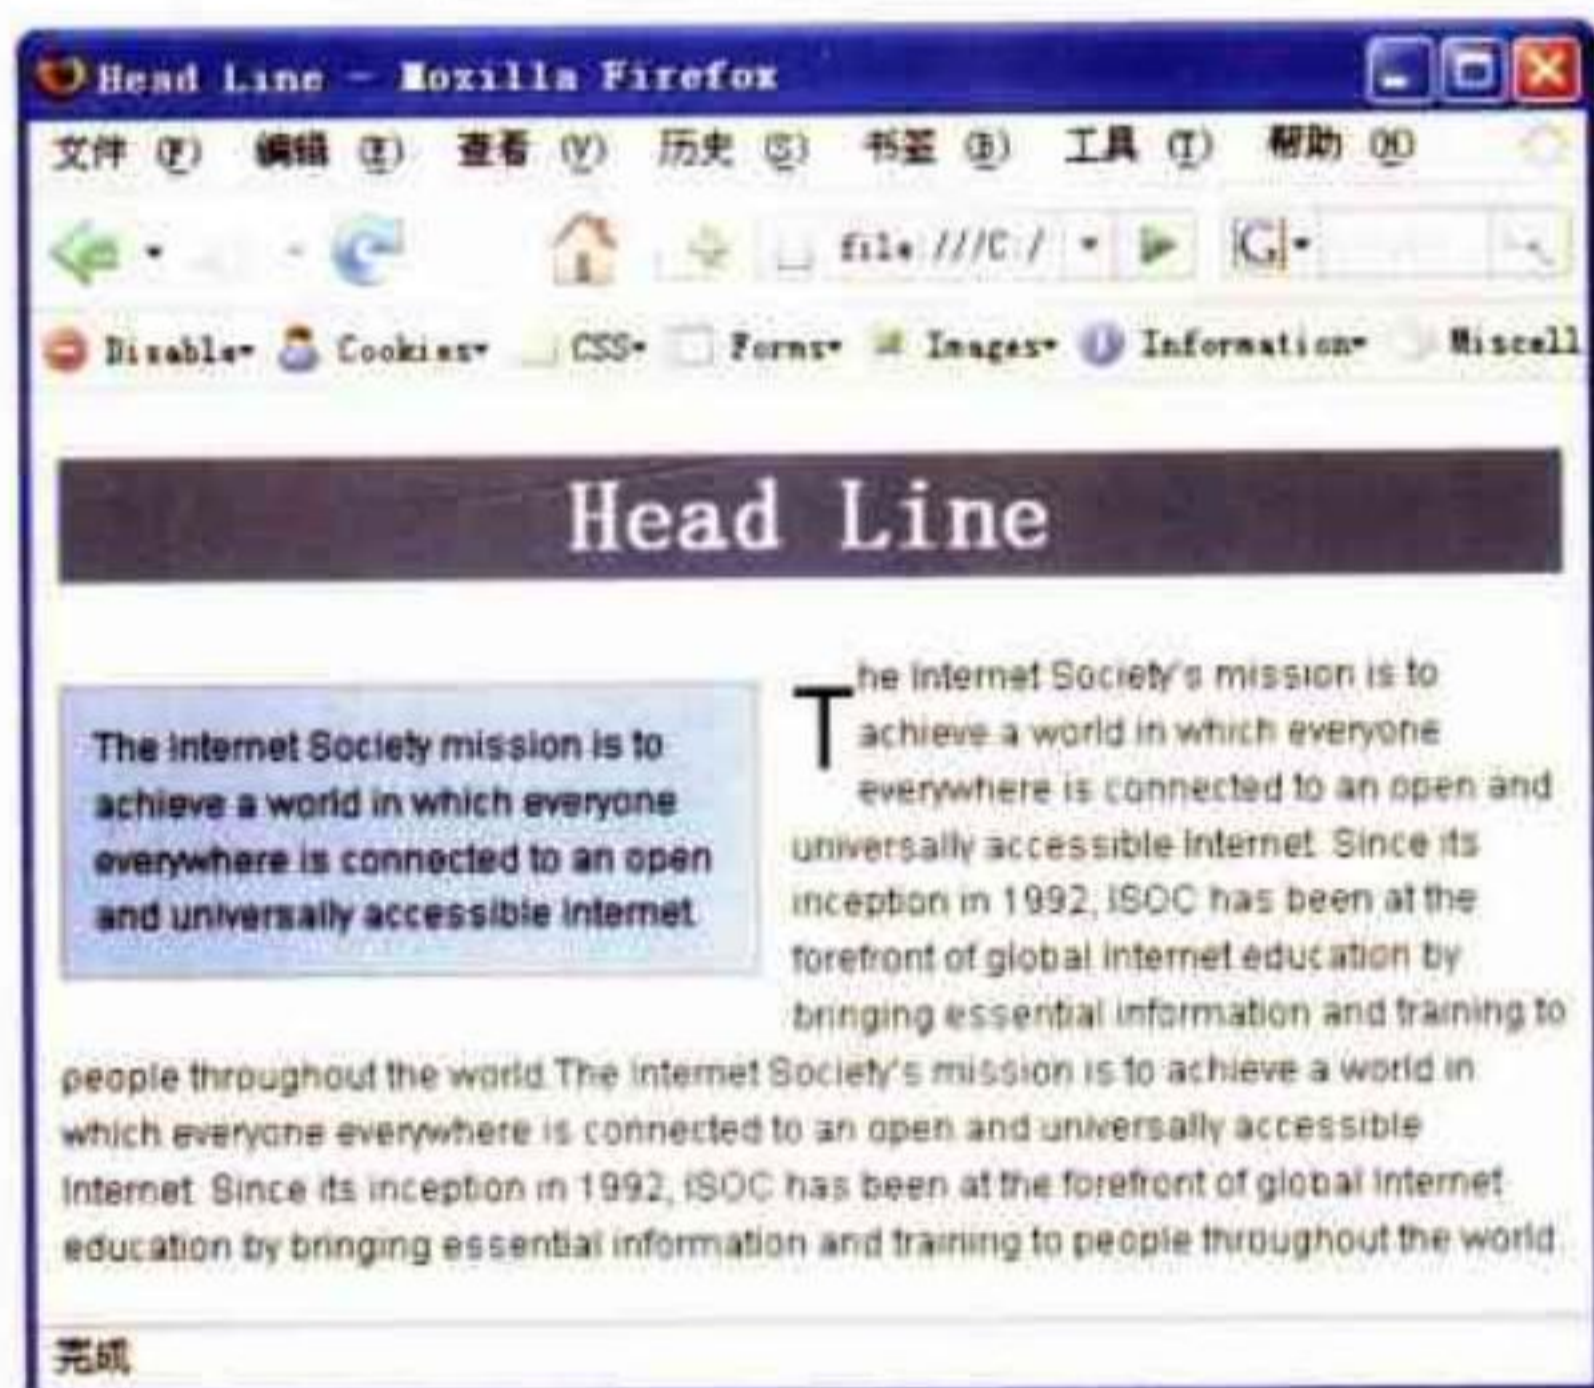 Head Line - Mozilla Firefox
文件 (F) 编辑 (E) 查看 (V) 历史 (S) 书签 (B) 工具 (T) 帮助 (H)
file:///C:/ G
Disable Cookies CSS Forms Images Information Miscell
Head Line
The Internet Society mission is to
achieve a world in which everyone
everywhere is connected to an open
and universally accessible Internet.
The Internet Society's mission is to
achieve a world in which everyone
everywhere is connected to an open and
universally accessible Internet. Since its
inception in 1992, ISOC has been at the
forefront of global Internet education by
bringing essential information and training to
people throughout the world.The Internet Society's mission is to achieve a world in
which everyone everywhere is connected to an open and universally accessible
Internet. Since its inception in 1992, ISOC has been at the forefront of global Internet
education by bringing essential information and training to people throughout the world.
完成